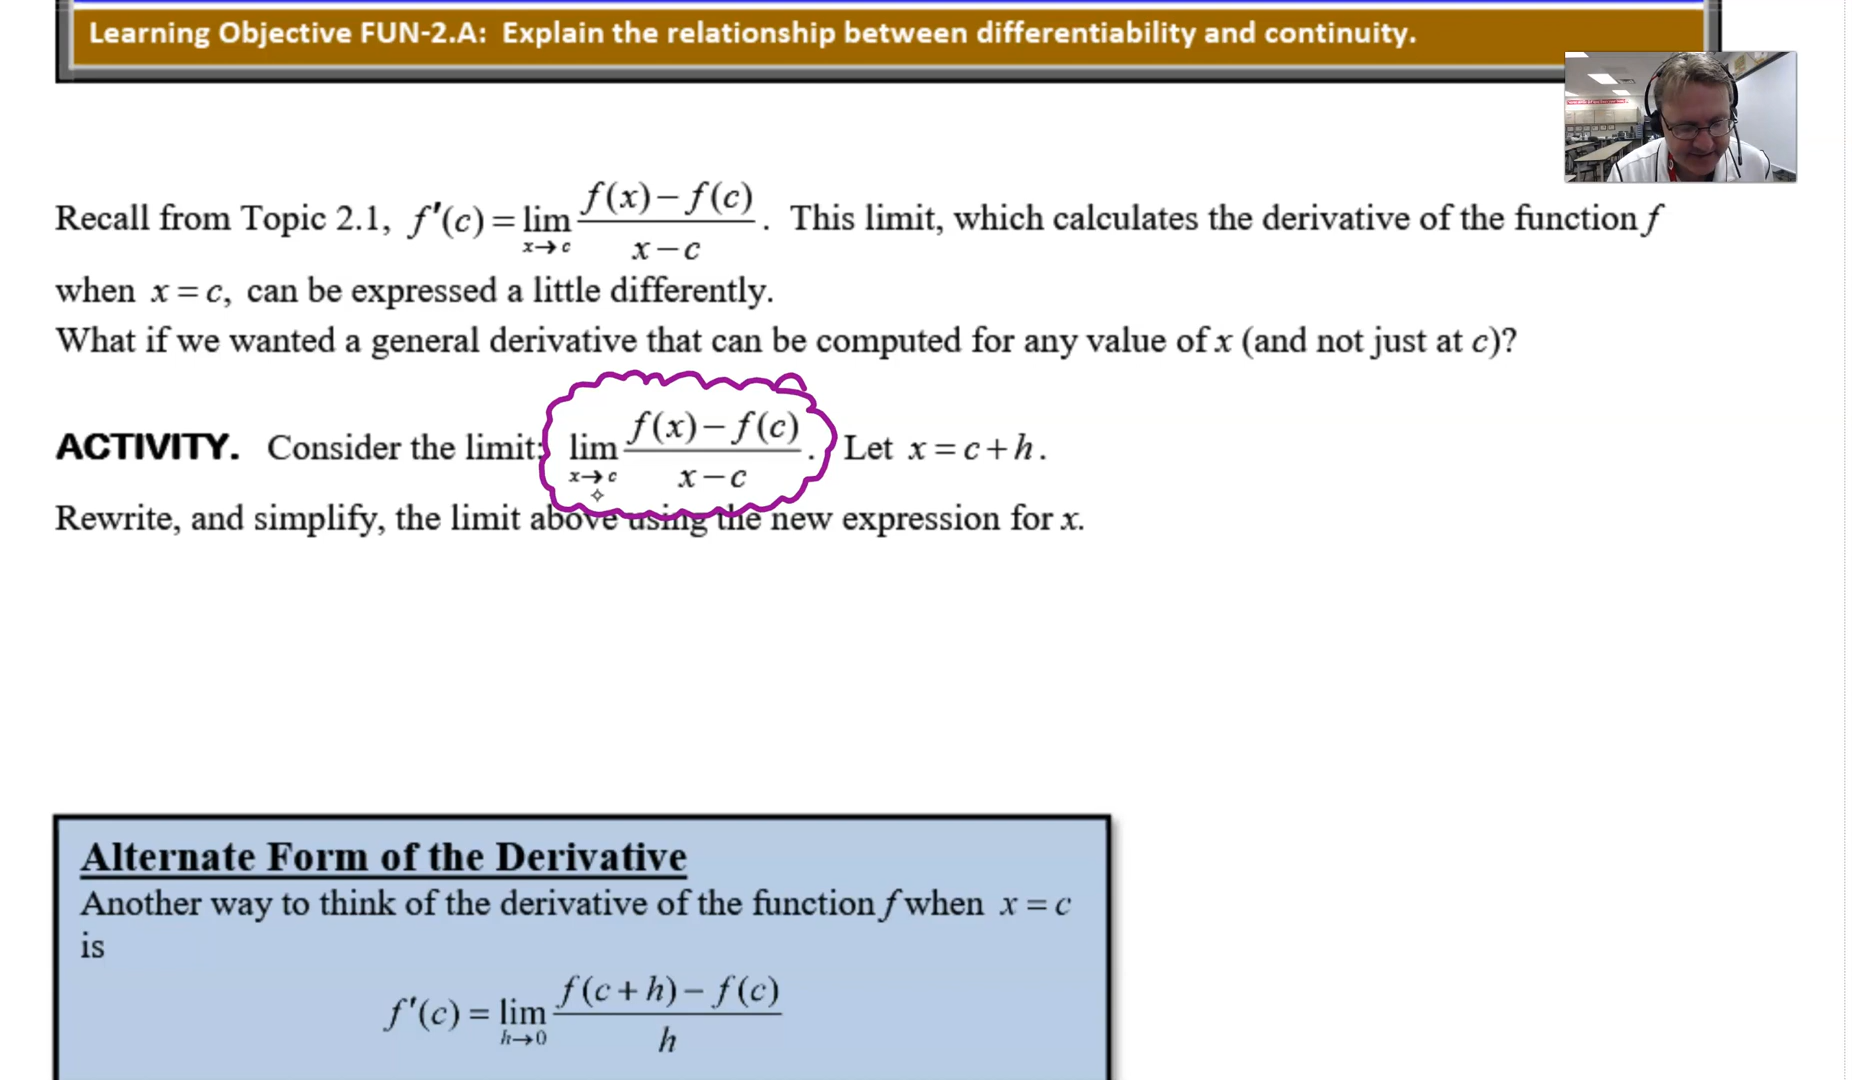 Learning Objective FUN-2.A: Explain the relationship between differentiability and continuity.
Recall from Topic 2.1, f′(c) = lim x→c (f(x) − f(c)) / (x − c). This limit, which calculates the derivative of the function f
when x = c, can be expressed a little differently.
What if we wanted a general derivative that can be computed for any value of x (and not just at c)?
ACTIVITY. Consider the limit: lim x→c (f(x) − f(c)) / (x − c). Let x = c + h.
Rewrite, and simplify, the limit above using the new expression for x.
Alternate Form of the Derivative
Another way to think of the derivative of the function f when x = c
is
f′(c) = lim h→0 (f(c + h) − f(c)) / h